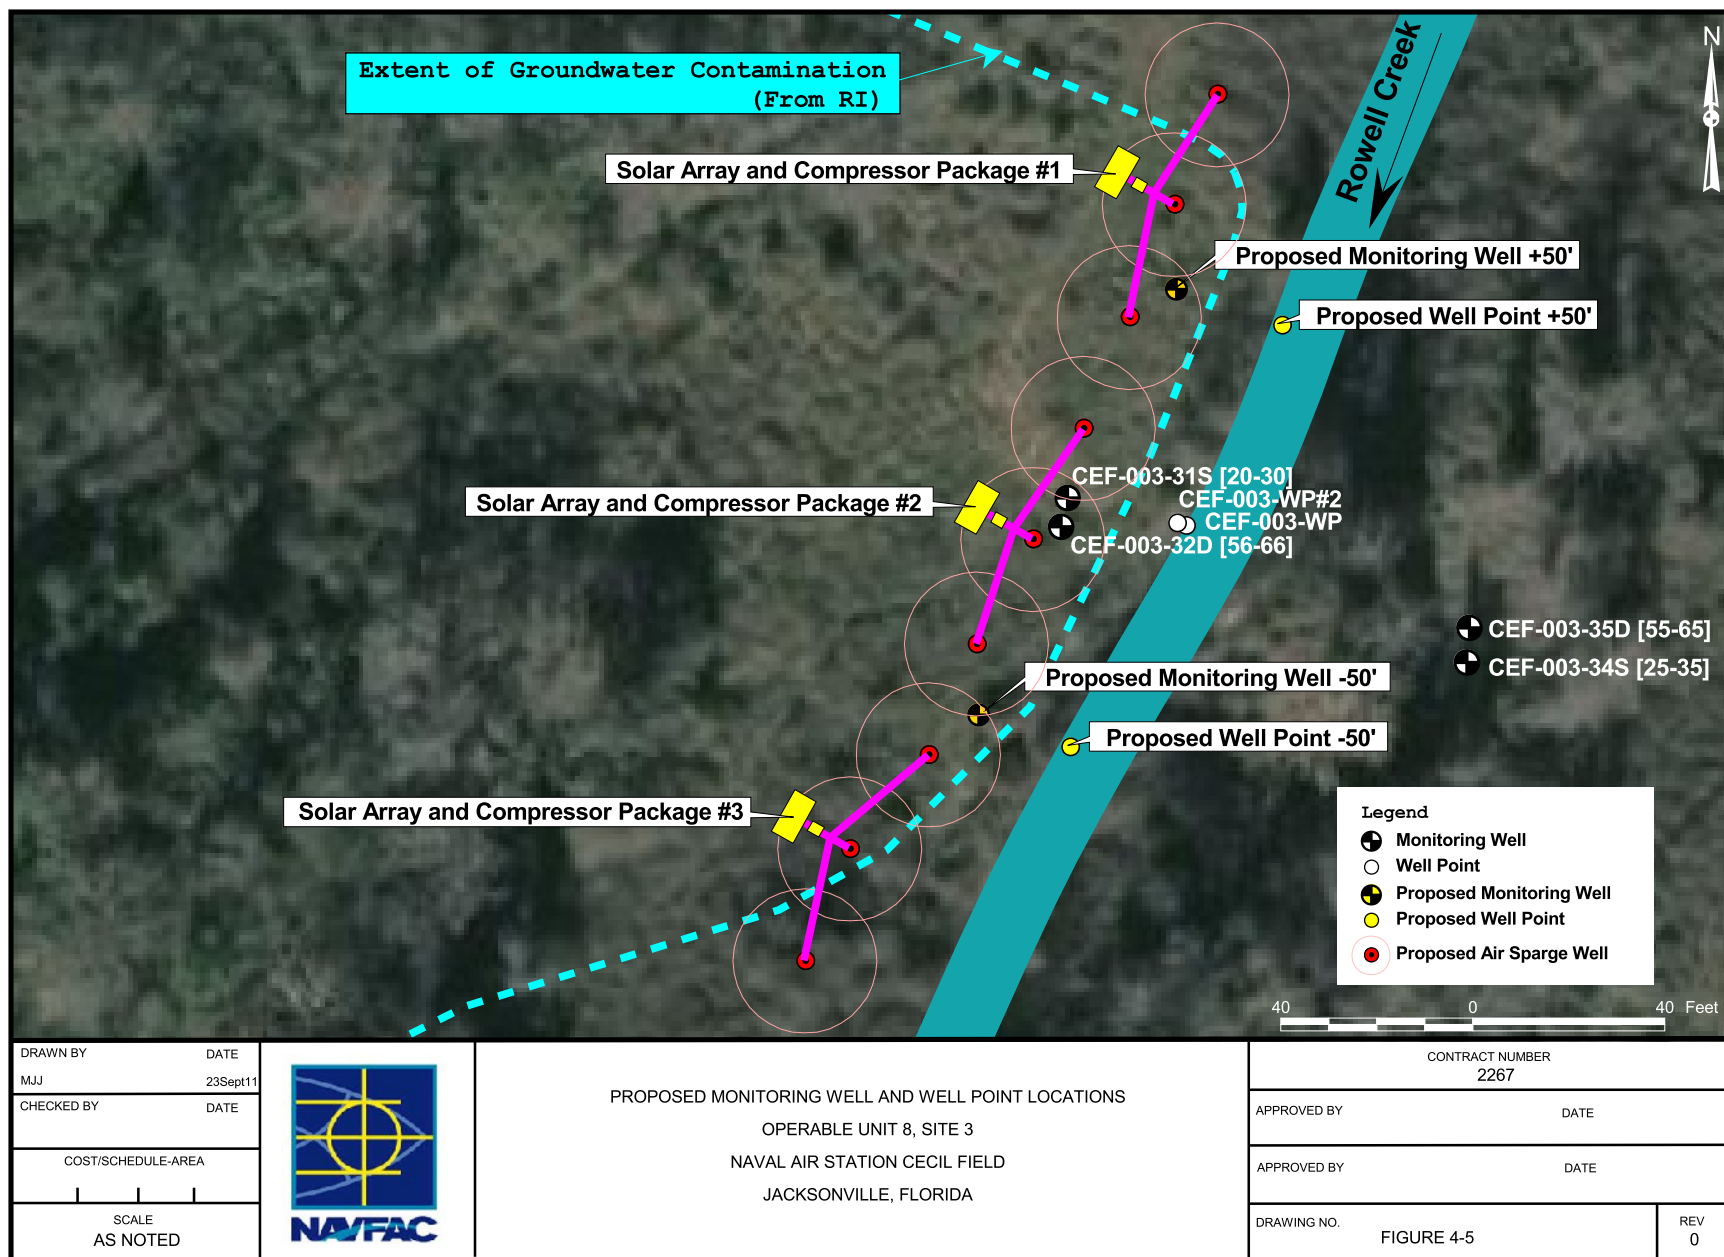 Extent of Groundwater Contamination
(From RI)
Rowell Creek
N
Solar Array and Compressor Package #1
Proposed Monitoring Well +50'
Proposed Well Point +50'
CEF-003-31S [20-30]
Solar Array and Compressor Package #2
CEF-003-WP#2
CEF-003-WP
CEF-003-32D [56-66]
CEF-003-35D [55-65]
CEF-003-34S [25-35]
Proposed Monitoring Well -50'
Proposed Well Point -50'
Solar Array and Compressor Package #3
Legend
Monitoring Well
Well Point
Proposed Monitoring Well
Proposed Well Point
Proposed Air Sparge Well
40 0 40 Feet
DRAWN BY DATE
MJJ 23Sept11
CHECKED BY DATE
COST/SCHEDULE-AREA
SCALE
AS NOTED
NAVFAC
PROPOSED MONITORING WELL AND WELL POINT LOCATIONS
OPERABLE UNIT 8, SITE 3
NAVAL AIR STATION CECIL FIELD
JACKSONVILLE, FLORIDA
CONTRACT NUMBER
2267
APPROVED BY DATE
APPROVED BY DATE
DRAWING NO.
FIGURE 4-5
REV
0